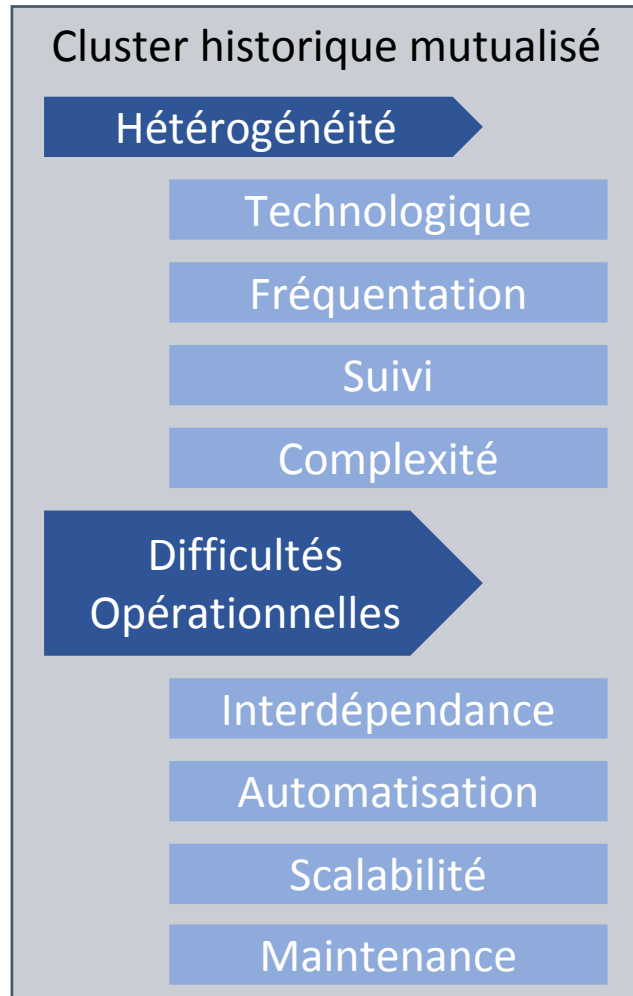 Cluster historique mutualisé
Hétérogénéité
Technologique
Fréquentation
Suivi
Complexité
Difficultés
Opérationnelles
Interdépendance
Automatisation
Scalabilité
Maintenance